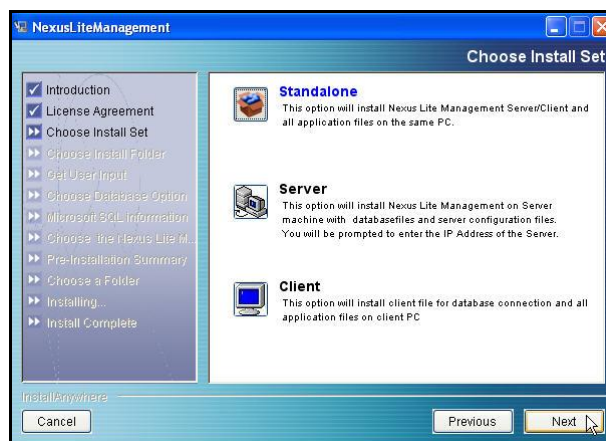 NexusLiteManagement
Choose Install Set
Introduction
License Agreement
Choose Install Set
Choose Install Folder
Get User Input
Choose Database Option
Microsoft SQL Information
Choose the Nexus Lite M...
Pre-Installation Summary
Choose a Folder
Installing...
Install Complete
Standalone
This option will install Nexus Lite Management Server/Client and
all application files on the same PC.
Server
This option will install Nexus Lite Management on Server
machine with databasefiles and server configuration files.
You will be prompted to enter the IP Address of the Server.
Client
This option will install client file for database connection and all
application files on client PC
InstallAnywhere
Cancel
Previous
Next